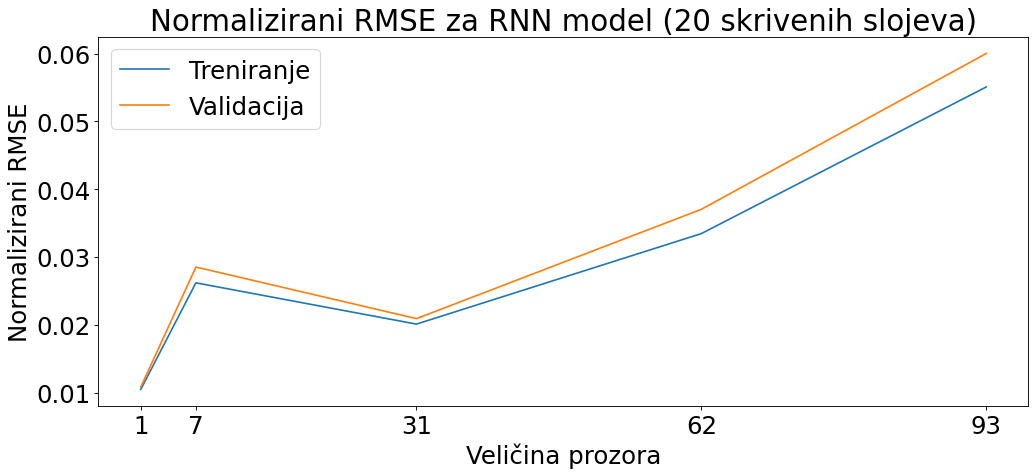 Normalizirani RMSE za RNN model (20 skrivenih slojeva)
Treniranje
Validacija
Normalizirani RMSE
0.06
0.05
0.04
0.03
0.02
0.01
1 7 31 62 93
Veličina prozora